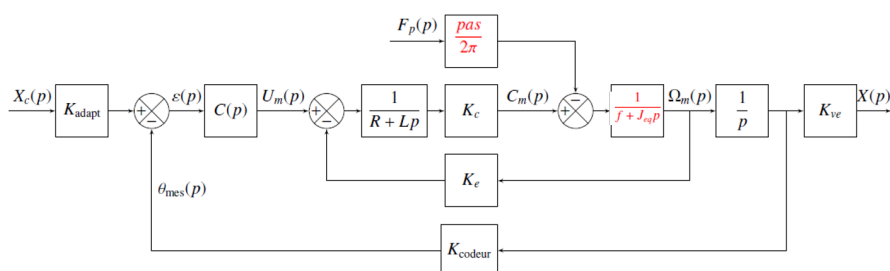 F_p(p)
pas
2π
X_c(p)
K_adapt
+
−
ε(p)
C(p)
U_m(p)
+
−
1
R + Lp
K_c
C_m(p)
+
−
1
f + J_eq p
Ω_m(p)
1
p
K_ve
X(p)
K_e
θ_mes(p)
K_codeur